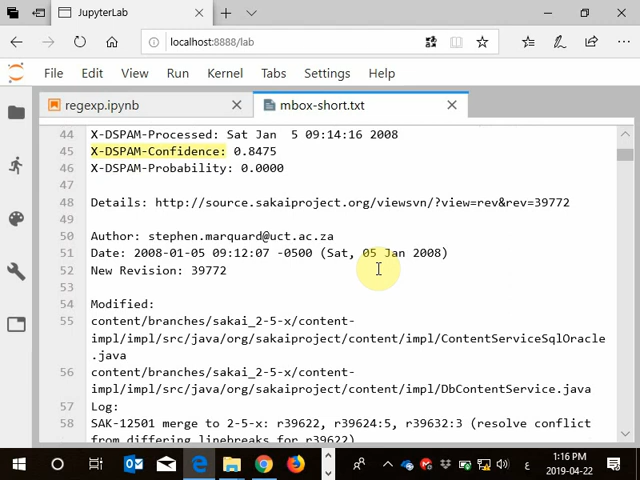 JupyterLab
localhost:8888/lab
File Edit View Run Kernel Tabs Settings Help
regexp.ipynb
mbox-short.txt
44 X-DSPAM-Processed: Sat Jan  5 09:14:16 2008
45 X-DSPAM-Confidence: 0.8475
46 X-DSPAM-Probability: 0.0000
47
48 Details: http://source.sakaiproject.org/viewsvn/?view=rev&rev=39772
49
50 Author: stephen.marquard@uct.ac.za
51 Date: 2008-01-05 09:12:07 -0500 (Sat, 05 Jan 2008)
52 New Revision: 39772
53
54 Modified:
55 content/branches/sakai_2-5-x/content-
impl/impl/src/java/org/sakaiproject/content/impl/ContentServiceSqlOracle
.java
56 content/branches/sakai_2-5-x/content-
impl/impl/src/java/org/sakaiproject/content/impl/DbContentService.java
57 Log:
58 SAK-12501 merge to 2-5-x: r39622, r39624:5, r39632:3 (resolve conflict
from differing linebreaks for r39622)
ع
1:16 PM
2019-04-22